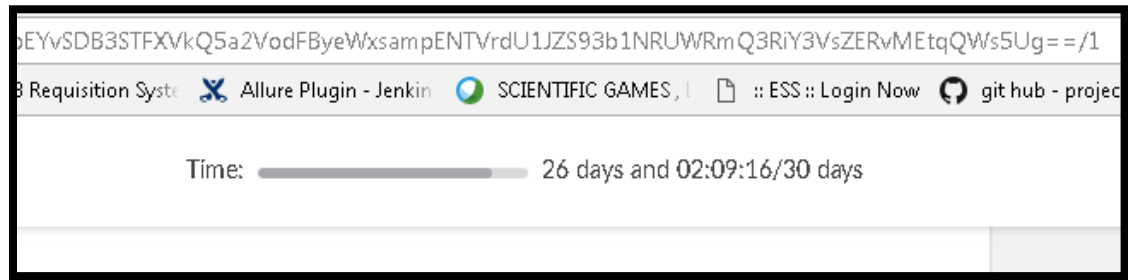 EYvSDB3STFXVkQ5a2VodFByeWxsampENTVrdU1JZS93b1NRUWRmQ3RiY3VsZERvMEtqQWs5Ug==/1
Requisition Syste Allure Plugin - Jenkin SCIENTIFIC GAMES , :: ESS :: Login Now git hub - projec
Time: 26 days and 02:09:16/30 days